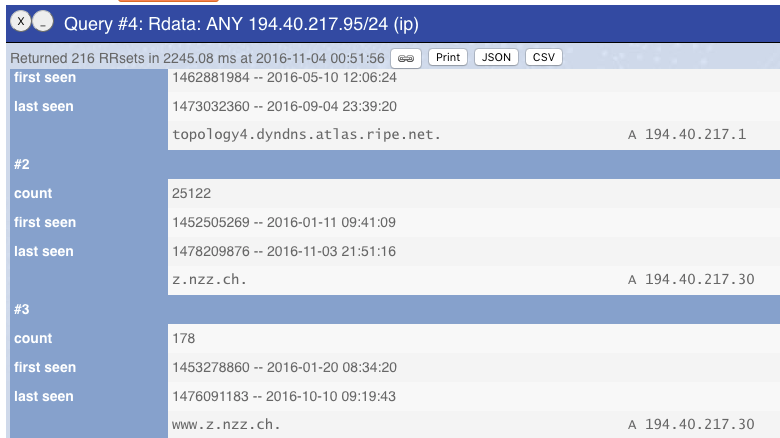 X _ Query #4: Rdata: ANY 194.40.217.95/24 (ip)
Returned 216 RRsets in 2245.08 ms at 2016-11-04 00:51:56 Print JSON CSV
first seen 1462881984 -- 2016-05-10 12:06:24
last seen 1473032360 -- 2016-09-04 23:39:20
topology4.dyndns.atlas.ripe.net. A 194.40.217.1
#2
count 25122
first seen 1452505269 -- 2016-01-11 09:41:09
last seen 1478209876 -- 2016-11-03 21:51:16
z.nzz.ch. A 194.40.217.30
#3
count 178
first seen 1453278860 -- 2016-01-20 08:34:20
last seen 1476091183 -- 2016-10-10 09:19:43
www.z.nzz.ch. A 194.40.217.30